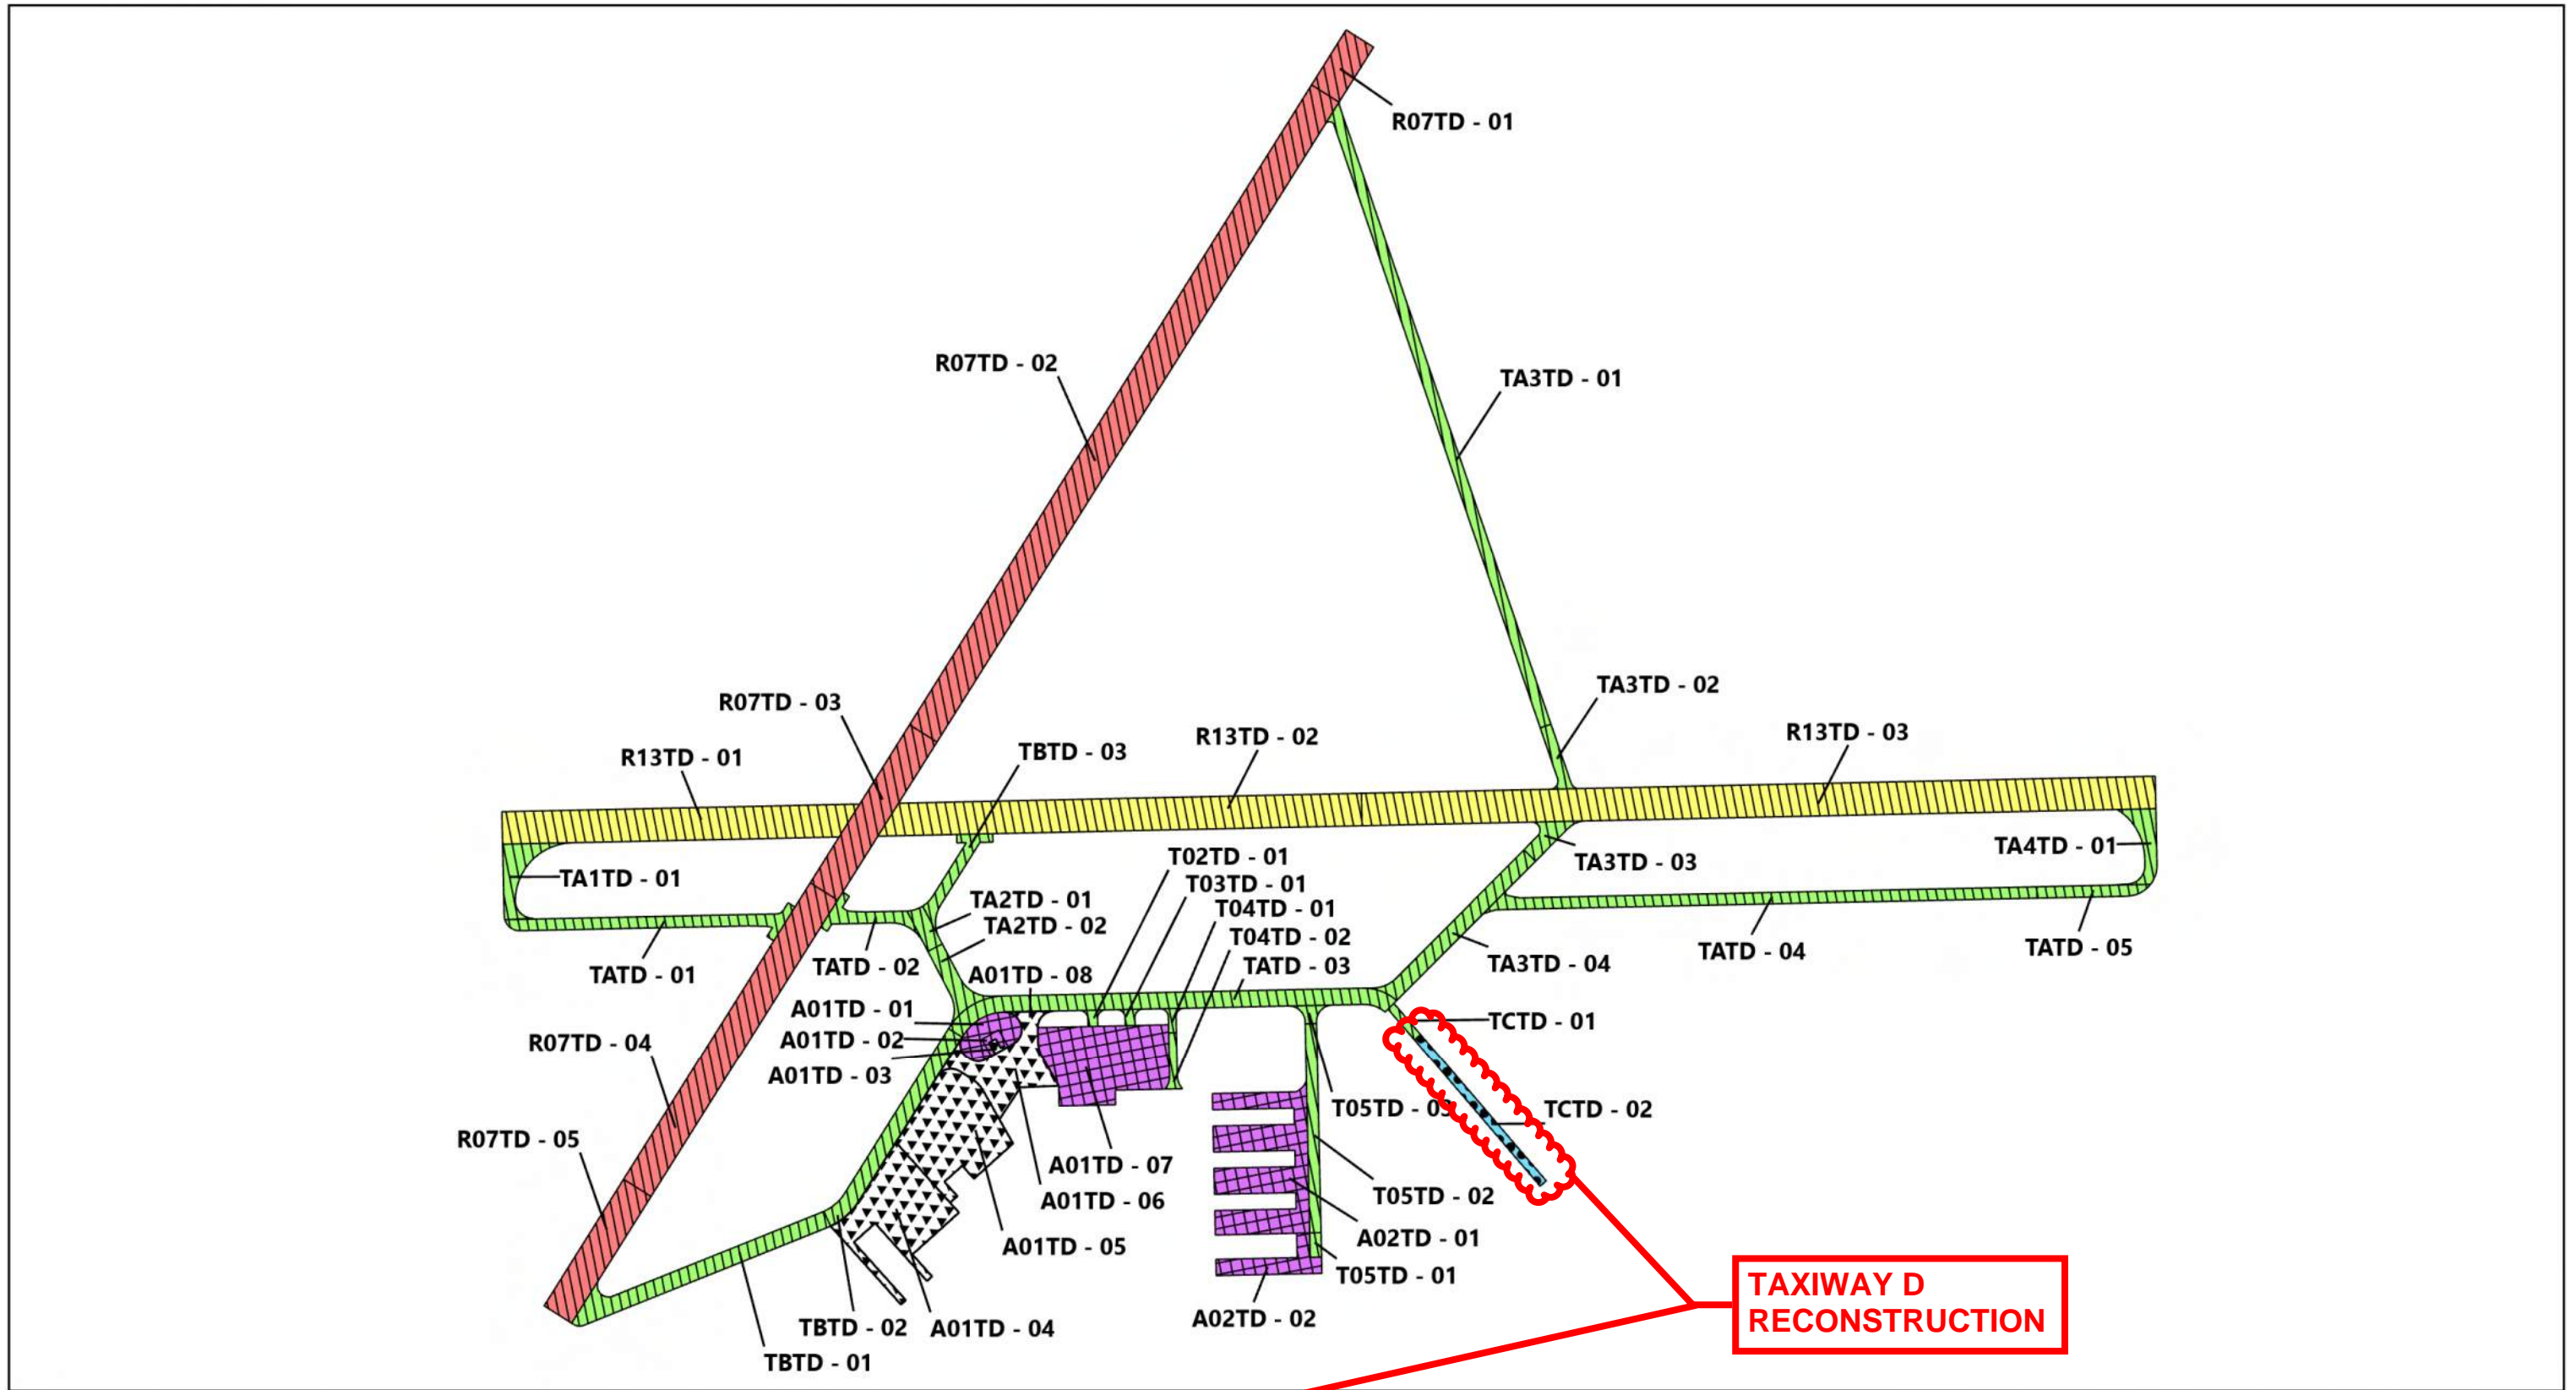 R07TD - 01
R07TD - 02
TA3TD - 01
TA3TD - 02
R07TD - 03
R13TD - 01
TBTD - 03
R13TD - 02
R13TD - 03
TA1TD - 01
T02TD - 01
T03TD - 01
TA3TD - 03
TA4TD - 01
TA2TD - 01
T04TD - 01
TA2TD - 02
T04TD - 02
TATD - 01
TATD - 02
A01TD - 08
TATD - 03
TA3TD - 04
TATD - 04
TATD - 05
A01TD - 01
TCTD - 01
R07TD - 04
A01TD - 02
A01TD - 03
T05TD - 03
TCTD - 02
R07TD - 05
A01TD - 07
A01TD - 06
T05TD - 02
A01TD - 05
A02TD - 01
T05TD - 01
TBTD - 02
A01TD - 04
A02TD - 02
TBTD - 01
TAXIWAY D
RECONSTRUCTION